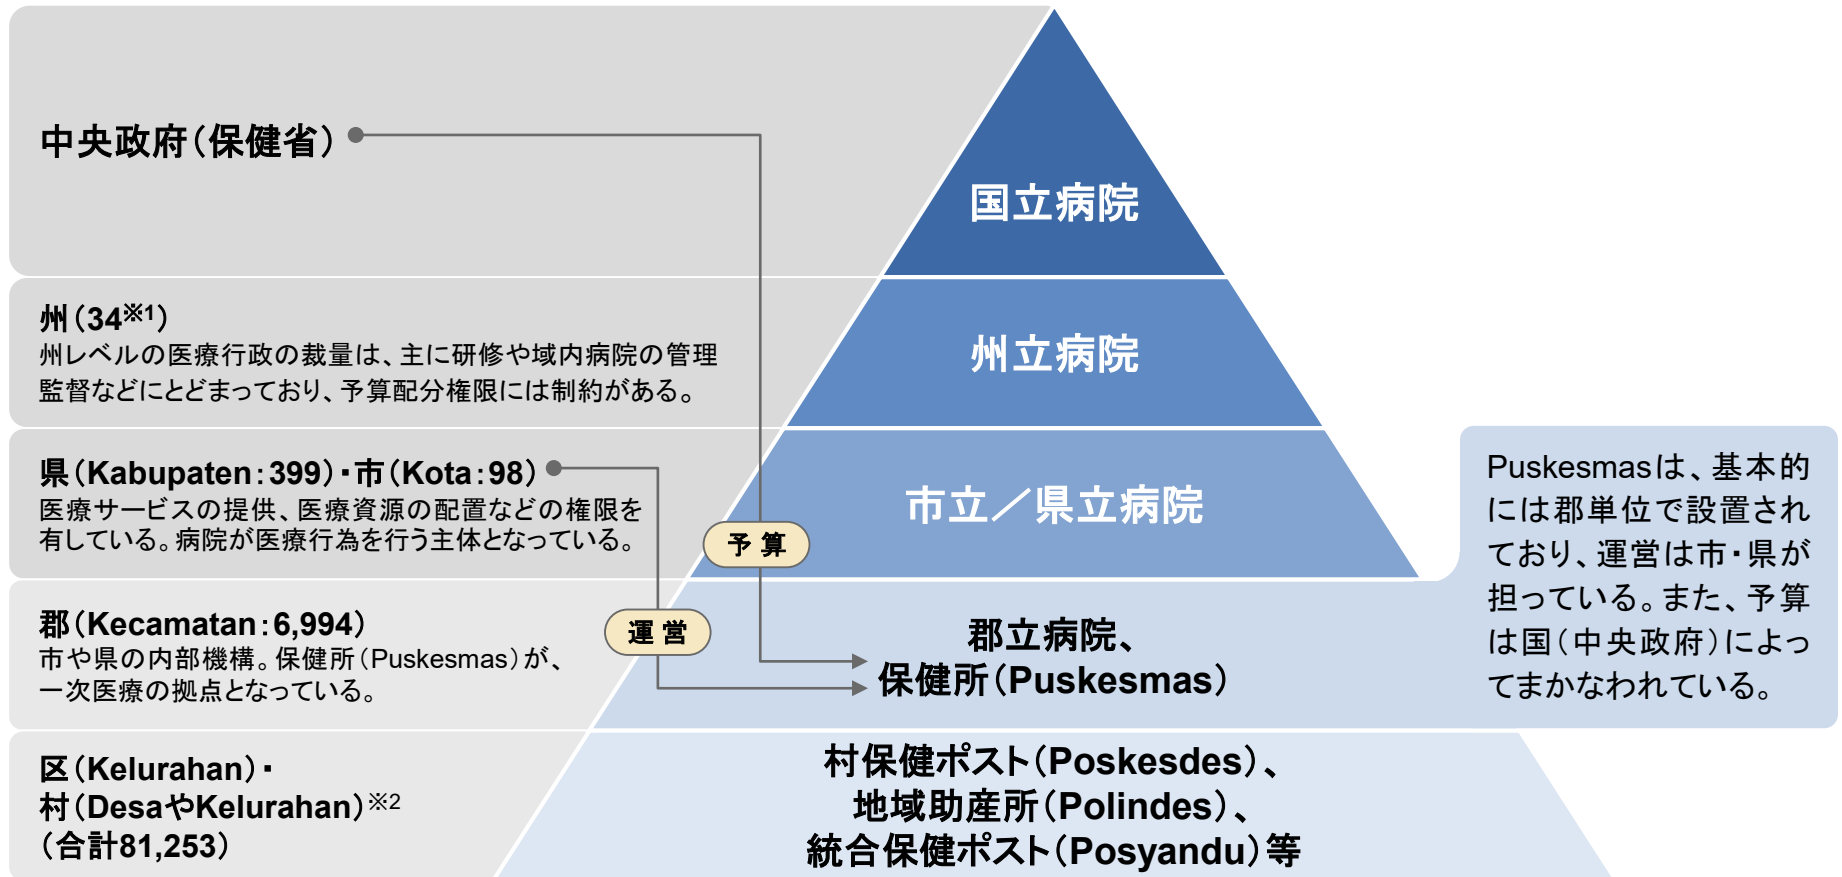 中央政府（保健省）
国立病院
州（34※1）
州レベルの医療行政の裁量は、主に研修や域内病院の管理
監督などにとどまっており、予算配分権限には制約がある。
州立病院
県（Kabupaten：399）・市（Kota：98）
医療サービスの提供、医療資源の配置などの権限を
有している。病院が医療行為を行う主体となっている。
市立／県立病院
予 算
郡（Kecamatan：6,994）
市や県の内部機構。保健所（Puskesmas）が、
一次医療の拠点となっている。
運 営
郡立病院、
保健所（Puskesmas）
Puskesmasは、基本的
には郡単位で設置され
ており、運営は市・県が
担っている。また、予算
は国（中央政府）によっ
てまかなわれている。
区（Kelurahan）・
村（DesaやKelurahan）※2
（合計81,253）
村保健ポスト（Poskesdes）、
地域助産所（Polindes）、
統合保健ポスト（Posyandu）等